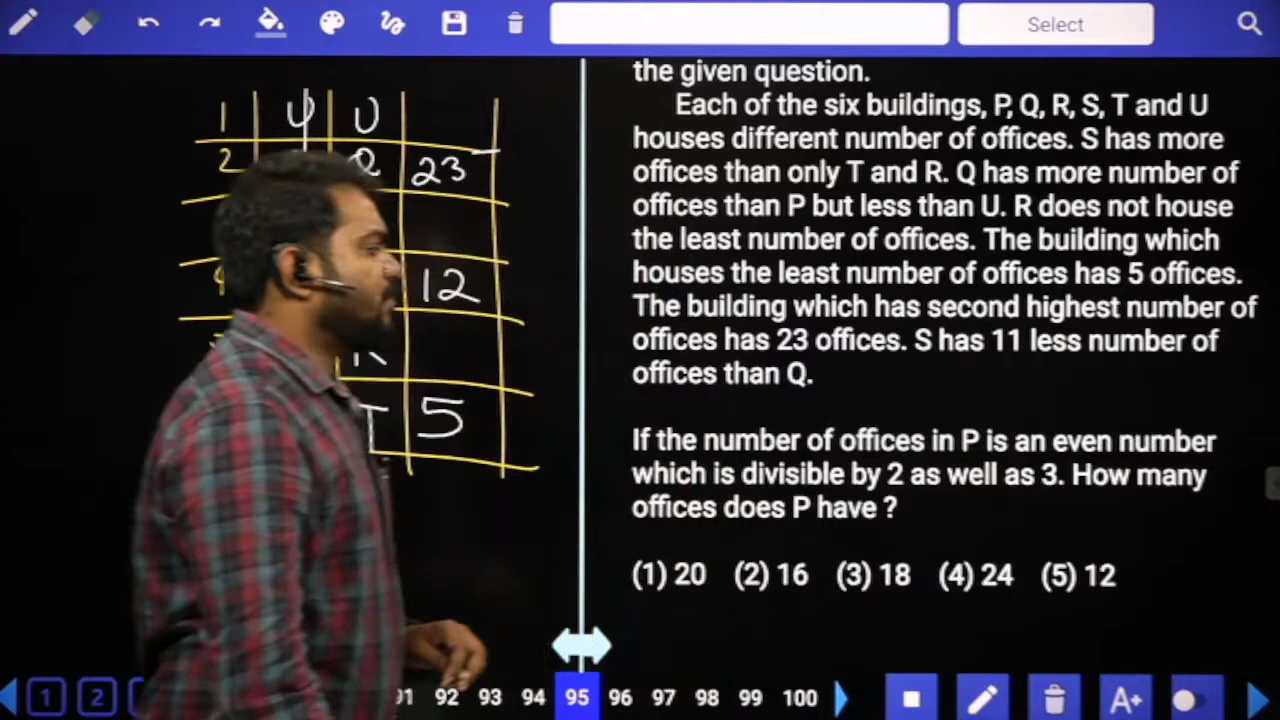 Select
the given question.
Each of the six buildings, P, Q, R, S, T and U
houses different number of offices. S has more
offices than only T and R. Q has more number of
offices than P but less than U. R does not house
the least number of offices. The building which
houses the least number of offices has 5 offices.
The building which has second highest number of
offices has 23 offices. S has 11 less number of
offices than Q.
If the number of offices in P is an even number
which is divisible by 2 as well as 3. How many
offices does P have ?
(1) 20 (2) 16 (3) 18 (4) 24 (5) 12
1 U
2 23
12
5
1 2 91 92 93 94 95 96 97 98 99 100 A+